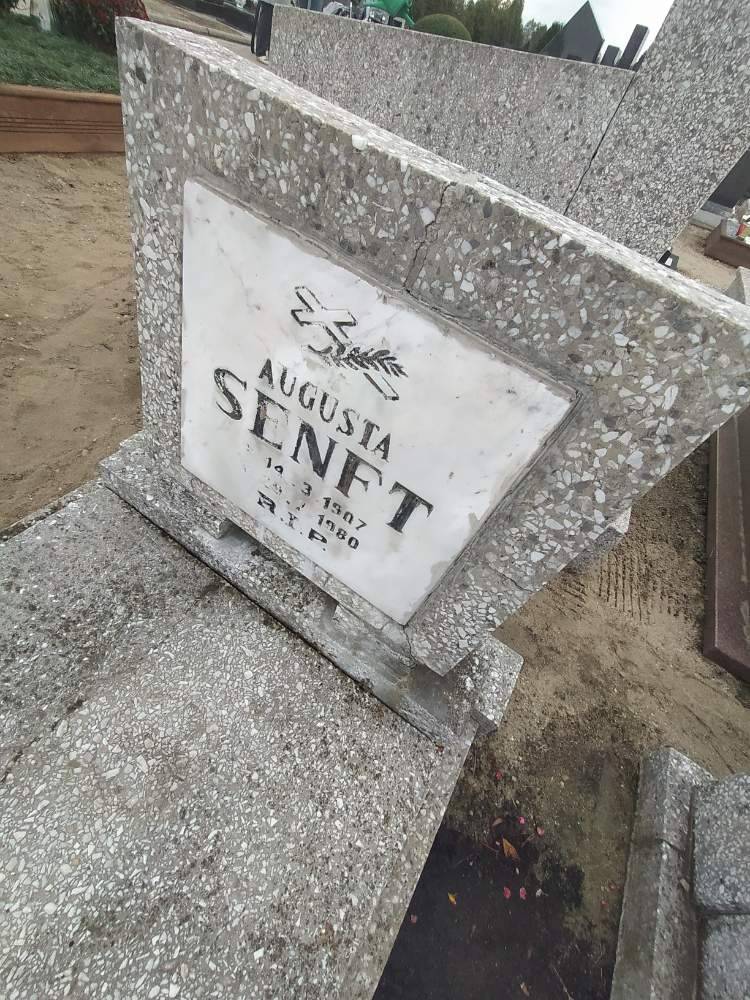 AUGUSTA
SENFT
14 3 1907
1980
R.I.P.